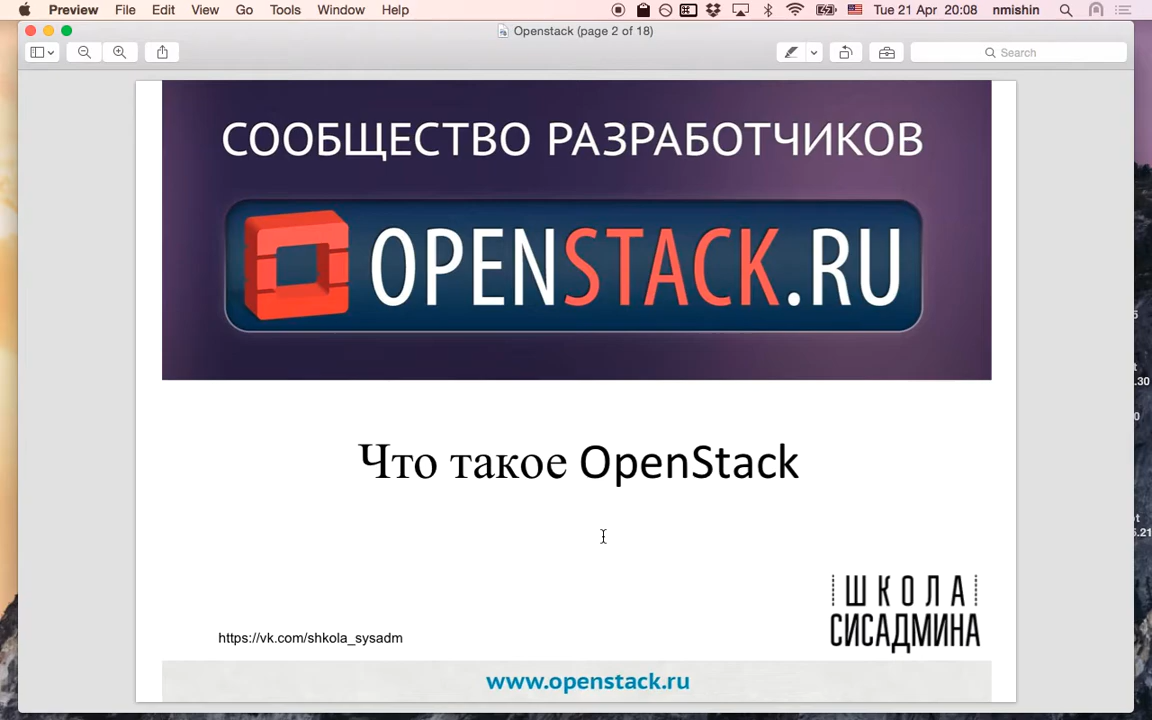 Preview File Edit View Go Tools Window Help Tue 21 Apr 20:08 nmishin
Openstack (page 2 of 18)
Search
СООБЩЕСТВО РАЗРАБОТЧИКОВ
OPENSTACK.RU
Что такое OpenStack
ШКОЛА
СИСАДМИНА
https://vk.com/shkola_sysadm
www.openstack.ru